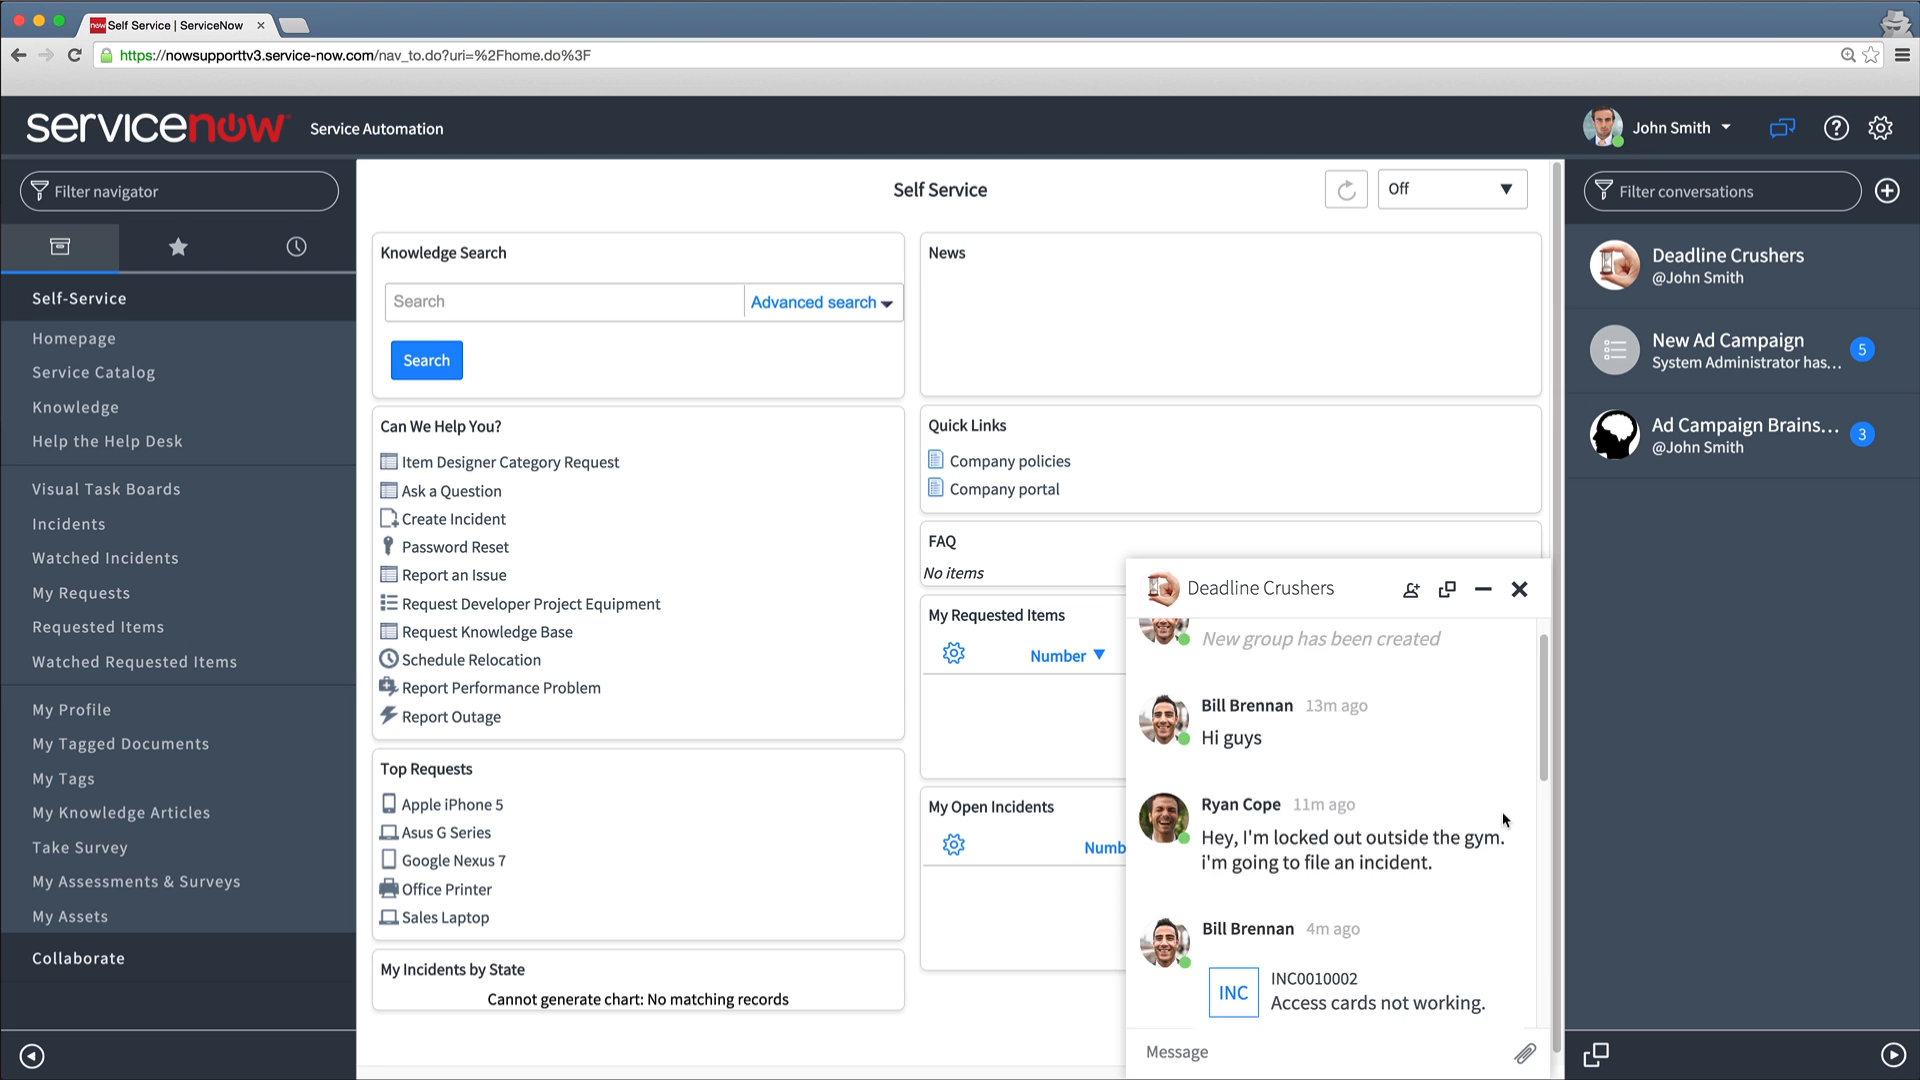 now Self Service | ServiceNow
https://nowsupporttv3.service-now.com/nav_to.do?uri=%2Fhome.do%3F
servicenow Service Automation
John Smith
Filter navigator
Self-Service
Homepage
Service Catalog
Knowledge
Help the Help Desk
Visual Task Boards
Incidents
Watched Incidents
My Requests
Requested Items
Watched Requested Items
My Profile
My Tagged Documents
My Tags
My Knowledge Articles
Take Survey
My Assessments & Surveys
My Assets
Collaborate
Self Service
Off
Knowledge Search
Search
Advanced search
Search
Can We Help You?
Item Designer Category Request
Ask a Question
Create Incident
Password Reset
Report an Issue
Request Developer Project Equipment
Request Knowledge Base
Schedule Relocation
Report Performance Problem
Report Outage
Top Requests
Apple iPhone 5
Asus G Series
Google Nexus 7
Office Printer
Sales Laptop
My Incidents by State
Cannot generate chart: No matching records
News
Quick Links
Company policies
Company portal
FAQ
No items
My Requested Items
Number
My Open Incidents
Numb
Deadline Crushers
New group has been created
Bill Brennan 13m ago
Hi guys
Ryan Cope 11m ago
Hey, I'm locked out outside the gym.
i'm going to file an incident.
Bill Brennan 4m ago
INC
INC0010002
Access cards not working.
Message
Filter conversations
Deadline Crushers
@John Smith
New Ad Campaign
System Administrator has...
5
Ad Campaign Brains...
@John Smith
3